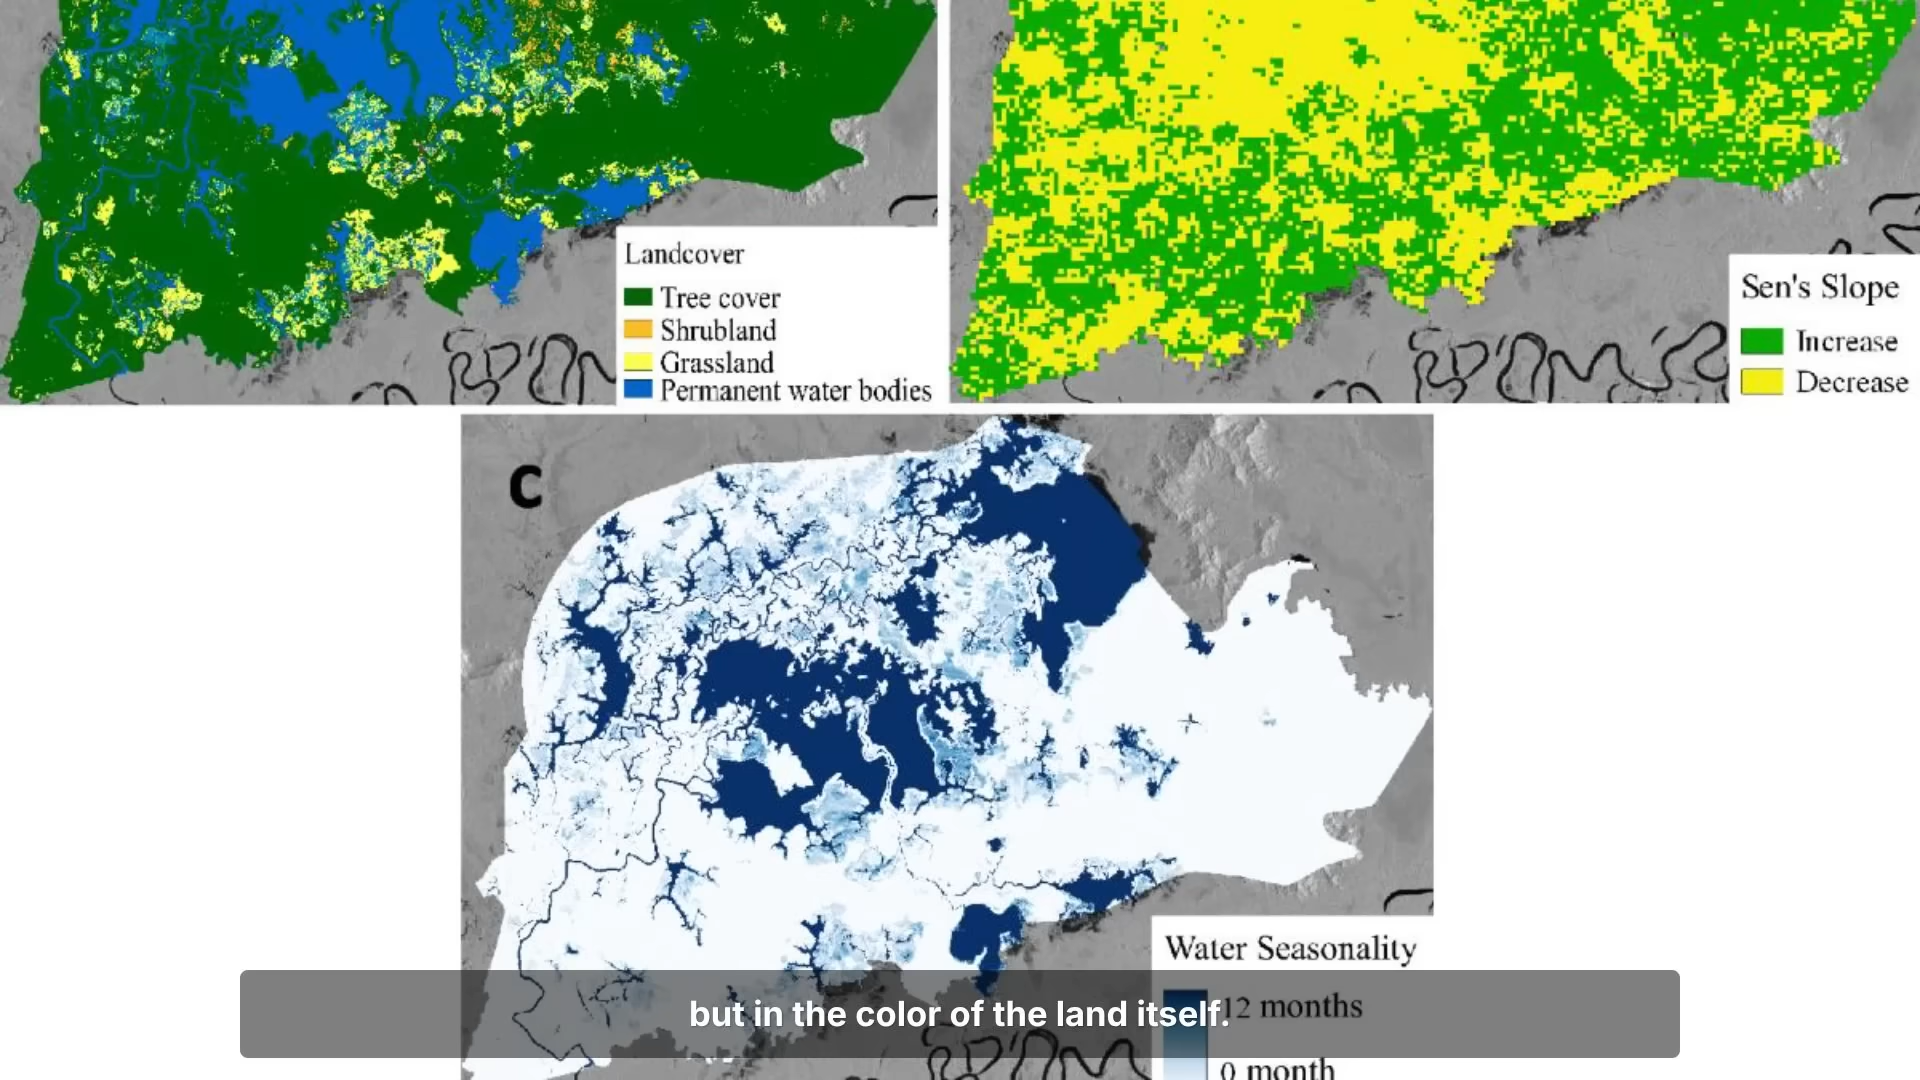 Landcover
Tree cover
Shrubland
Grassland
Permanent water bodies
Sen's Slope
Increase
Decrease
c
Water Seasonality
12 months
0 month
but in the color of the land itself.